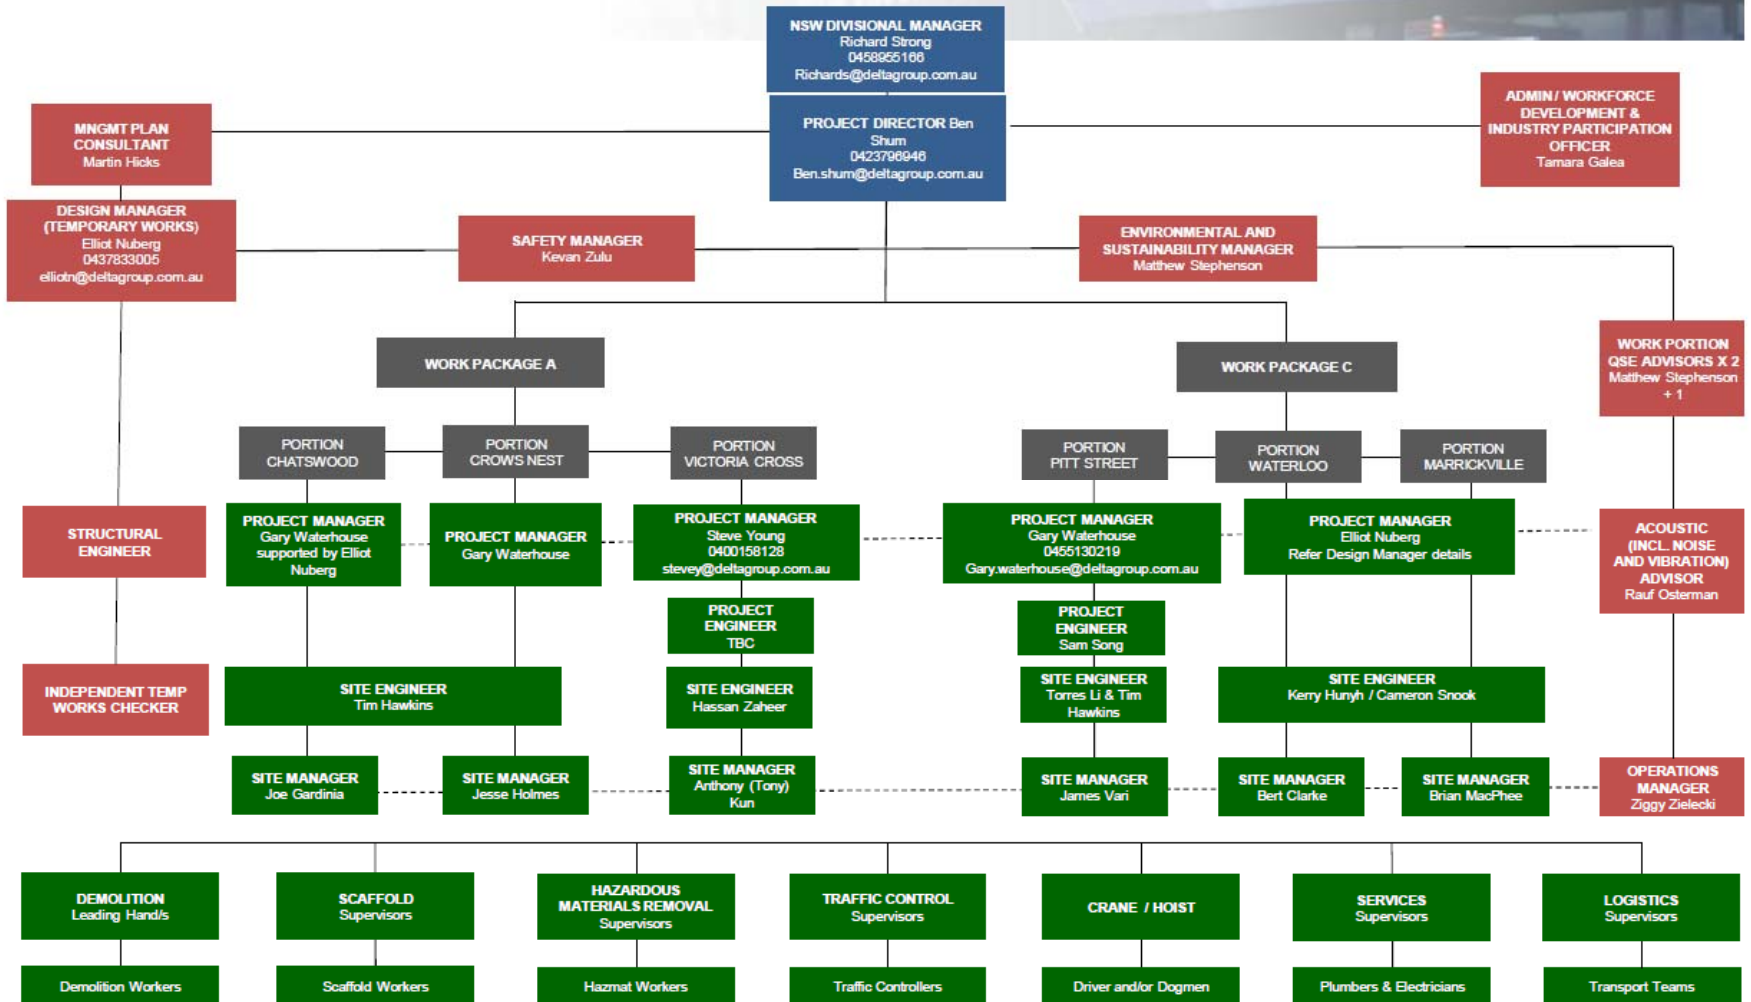 NSW DIVISIONAL MANAGER
Richard Strong
0458955166
Richards@deltagroup.com.au
PROJECT DIRECTOR Ben
Shum
0423796946
Ben.shum@deltagroup.com.au
MNGMT PLAN
CONSULTANT
Martin Hicks
ADMIN / WORKFORCE
DEVELOPMENT &
INDUSTRY PARTICIPATION
OFFICER
Tamara Galea
DESIGN MANAGER
(TEMPORARY WORKS)
Elliot Nuberg
0437833005
elliotn@deltagroup.com.au
SAFETY MANAGER
Kevan Zulu
ENVIRONMENTAL AND
SUSTAINABILITY MANAGER
Matthew Stephenson
WORK PACKAGE A
WORK PACKAGE C
WORK PORTION
QSE ADVISORS X 2
Matthew Stephenson
+ 1
PORTION
CHATSWOOD
PORTION
CROWS NEST
PORTION
VICTORIA CROSS
PORTION
PITT STREET
PORTION
WATERLOO
PORTION
MARRICKVILLE
STRUCTURAL
ENGINEER
PROJECT MANAGER
Gary Waterhouse
supported by Elliot
Nuberg
PROJECT MANAGER
Gary Waterhouse
PROJECT MANAGER
Steve Young
0400158128
stevey@deltagroup.com.au
PROJECT MANAGER
Gary Waterhouse
0455130219
Gary.waterhouse@deltagroup.com.au
PROJECT MANAGER
Elliot Nuberg
Refer Design Manager details
ACOUSTIC
(INCL. NOISE
AND VIBRATION)
ADVISOR
Rauf Osterman
PROJECT
ENGINEER
TBC
PROJECT
ENGINEER
Sam Song
INDEPENDENT TEMP
WORKS CHECKER
SITE ENGINEER
Tim Hawkins
SITE ENGINEER
Hassan Zaheer
SITE ENGINEER
Torres Li & Tim
Hawkins
SITE ENGINEER
Kerry Hunyh / Cameron Snook
SITE MANAGER
Joe Gardinia
SITE MANAGER
Jesse Holmes
SITE MANAGER
Anthony (Tony)
Kun
SITE MANAGER
James Vari
SITE MANAGER
Bert Clarke
SITE MANAGER
Brian MacPhee
OPERATIONS
MANAGER
Ziggy Zielecki
DEMOLITION
Leading Hand/s
SCAFFOLD
Supervisors
HAZARDOUS
MATERIALS REMOVAL
Supervisors
TRAFFIC CONTROL
Supervisors
CRANE / HOIST
SERVICES
Supervisors
LOGISTICS
Supervisors
Demolition Workers
Scaffold Workers
Hazmat Workers
Traffic Controllers
Driver and/or Dogmen
Plumbers & Electricians
Transport Teams